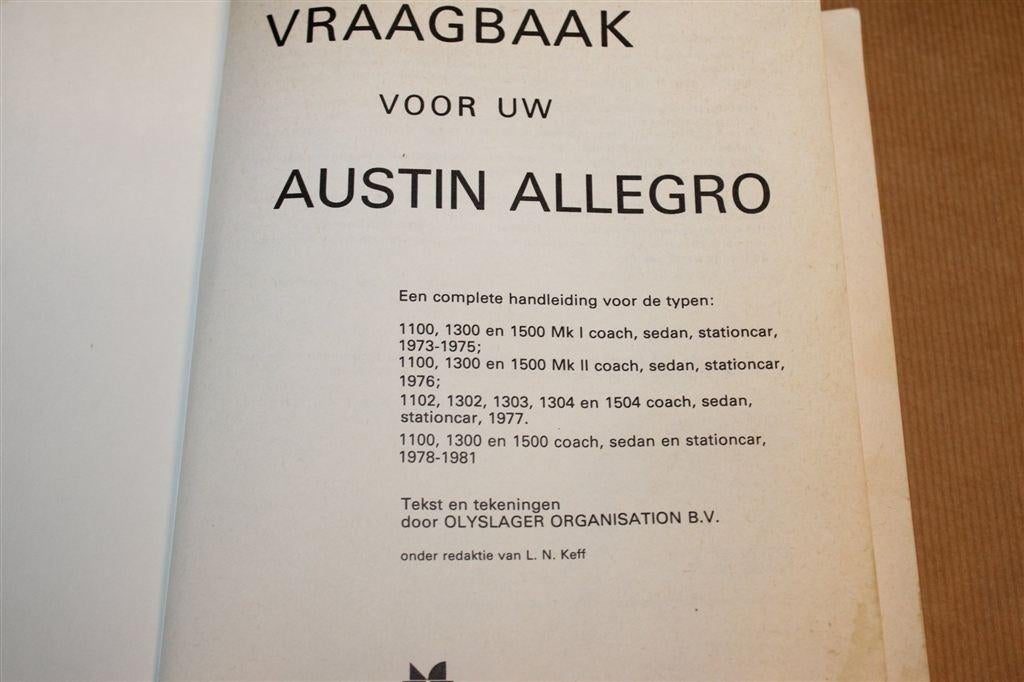 VRAAGBAAK
VOOR UW
AUSTIN ALLEGRO
Een complete handleiding voor de typen:
1100, 1300 en 1500 Mk I coach, sedan, stationcar,
1973-1975;
1100, 1300 en 1500 Mk II coach, sedan, stationcar,
1976;
1102, 1302, 1303, 1304 en 1504 coach, sedan,
stationcar, 1977.
1100, 1300 en 1500 coach, sedan en stationcar,
1978-1981
Tekst en tekeningen
door OLYSLAGER ORGANISATION B.V.
onder redaktie van L. N. Keff